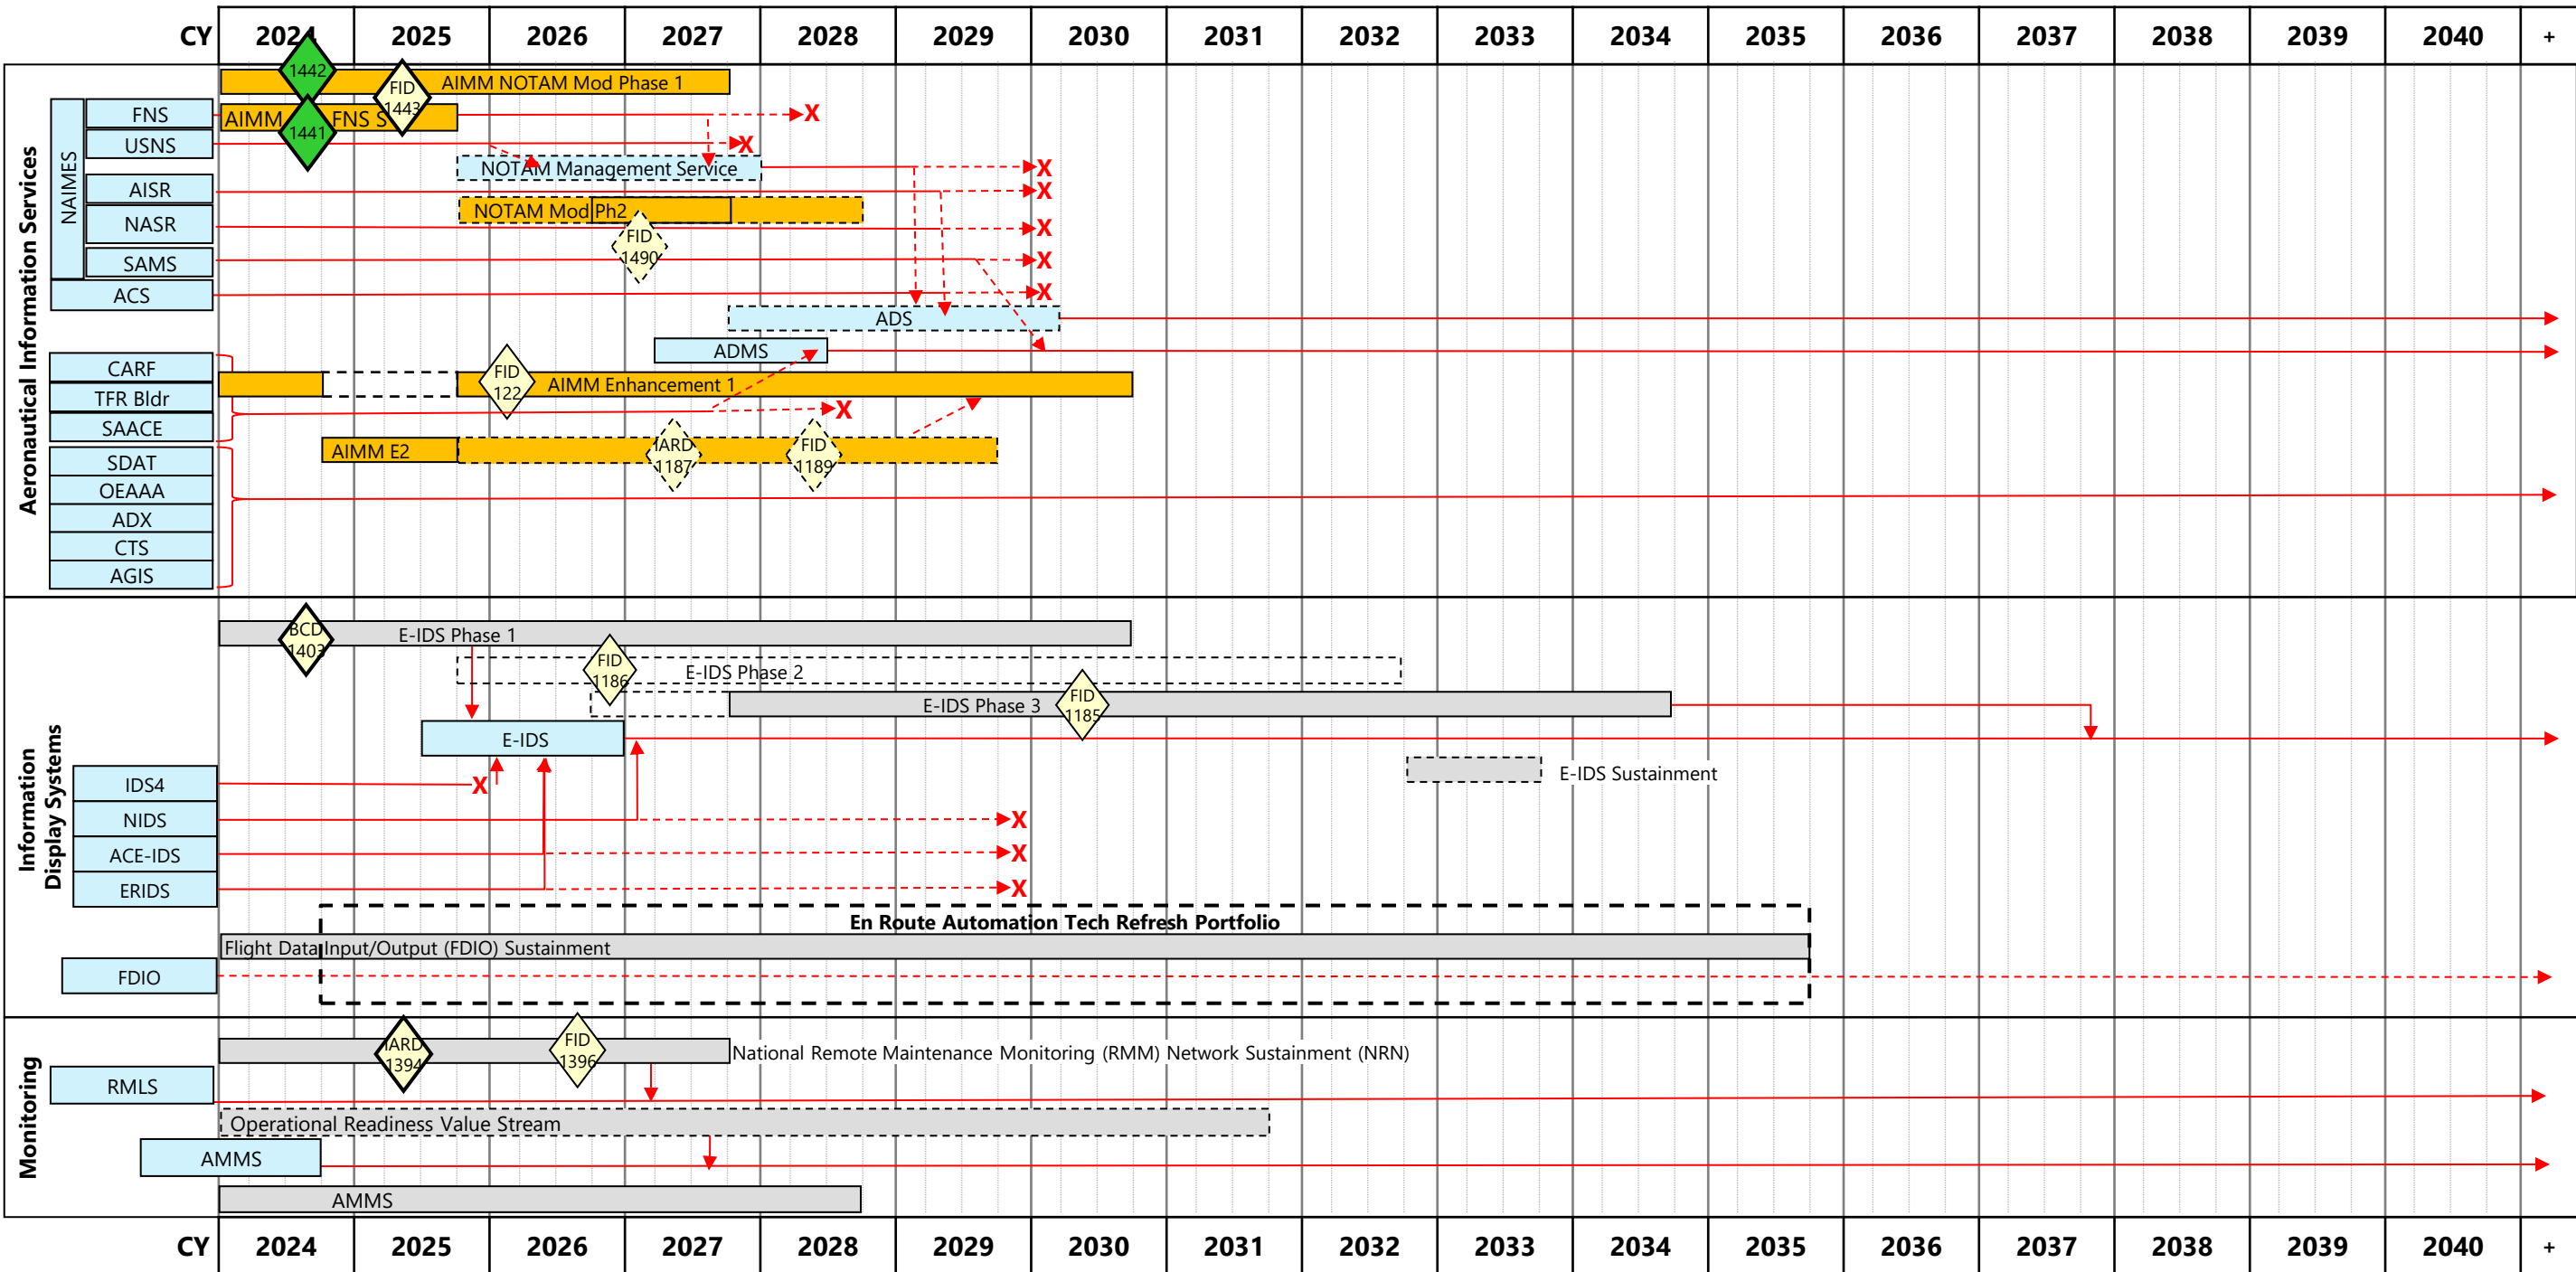 CY 2024 2025 2026 2027 2028 2029 2030 2031 2032 2033 2034 2035 2036 2037 2038 2039 2040 +
Aeronautical Information Services
1442
AIMM NOTAM Mod Phase 1
FID
1443
NAIMES
FNS
AIMM
1441
FNS S
USNS
NOTAM Management Service
AISR
NOTAM Mod Ph2
NASR
FID
1490
SAMS
ACS
ADS
ADMS
CARF
FID
122
AIMM Enhancement 1
TFR Bldr
SAACE
AIMM E2
IARD
1187
FID
1189
SDAT
OEAAA
ADX
CTS
AGIS
X
X
X
X
X
X
X
X
Information
Display Systems
BCD
1403
E-IDS Phase 1
FID
1186
E-IDS Phase 2
E-IDS Phase 3
FID
1185
E-IDS
E-IDS Sustainment
IDS4
X
NIDS
X
ACE-IDS
X
ERIDS
X
En Route Automation Tech Refresh Portfolio
Flight Data Input/Output (FDIO) Sustainment
FDIO
Monitoring
IARD
1394
FID
1396
National Remote Maintenance Monitoring (RMM) Network Sustainment (NRN)
RMLS
Operational Readiness Value Stream
AMMS
AMMS
CY 2024 2025 2026 2027 2028 2029 2030 2031 2032 2033 2034 2035 2036 2037 2038 2039 2040 +